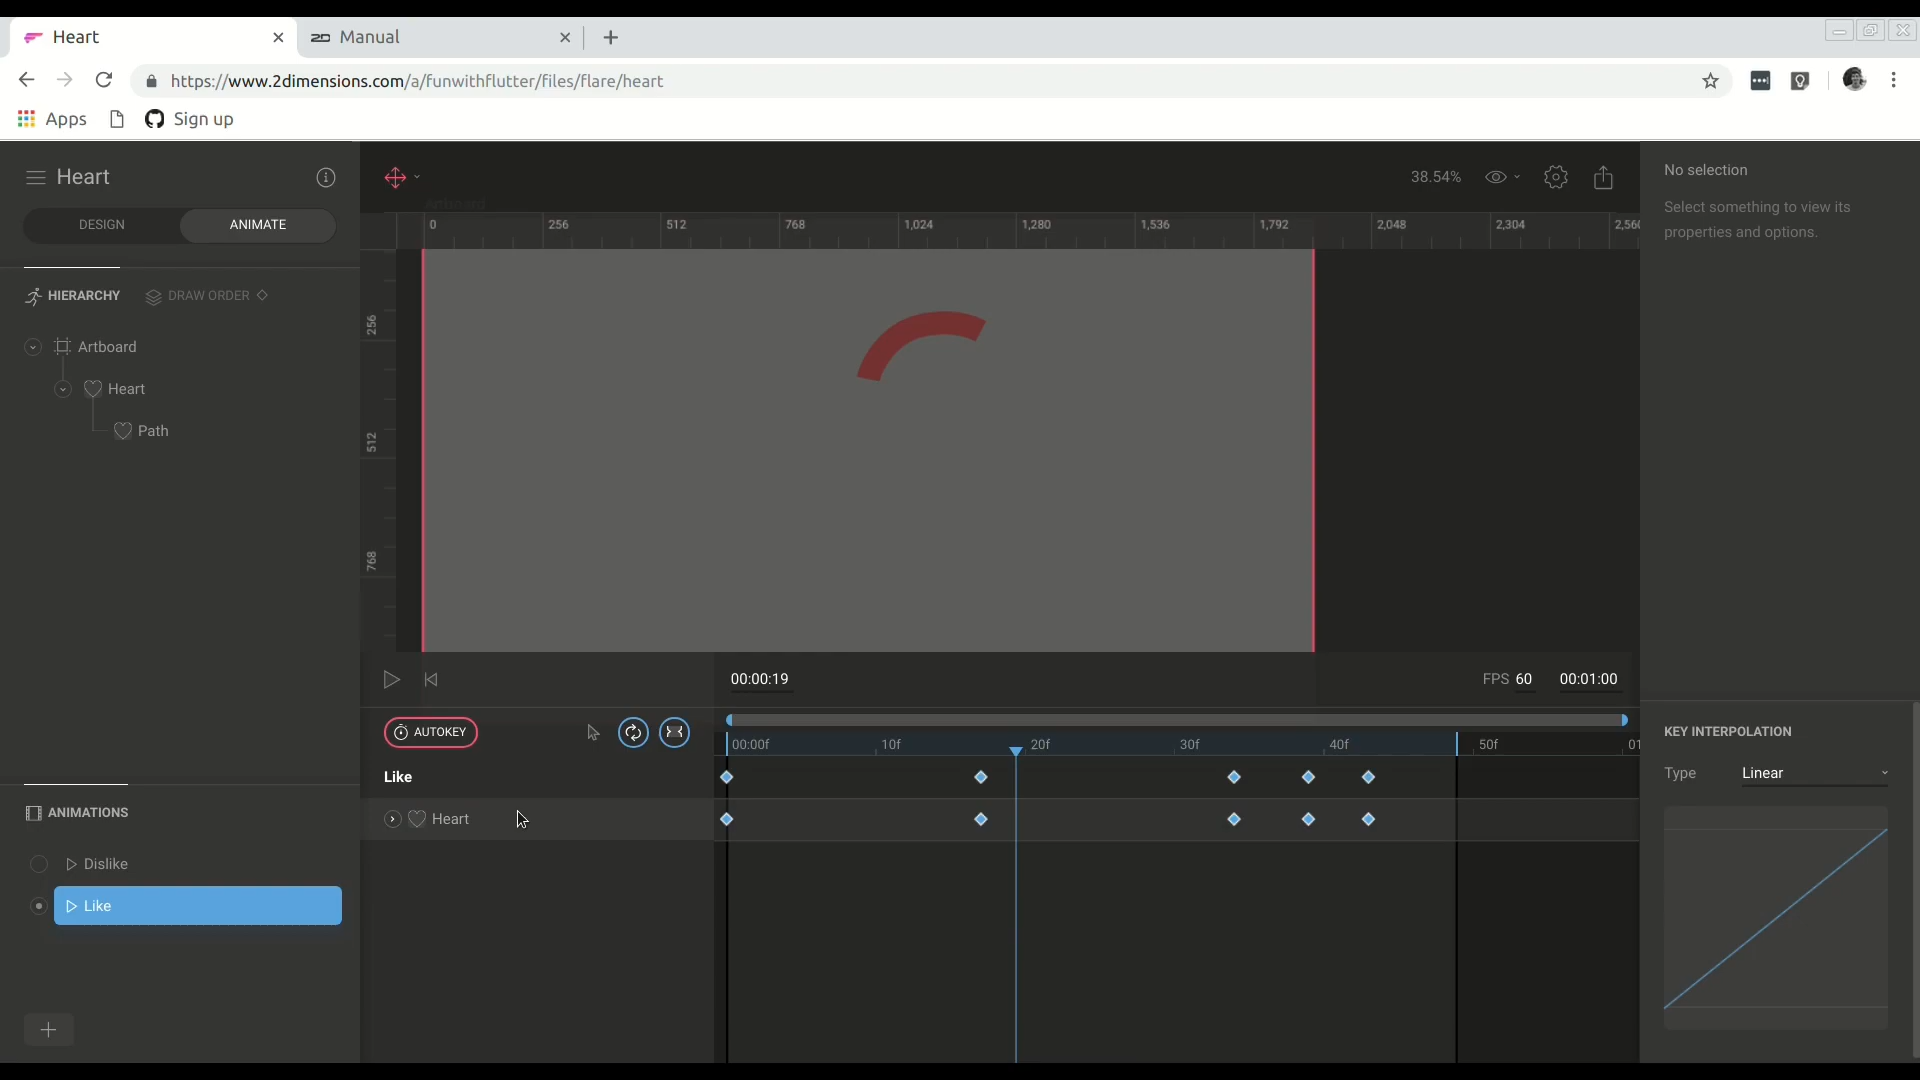 Heart
Manual
https://www.2dimensions.com/a/funwithflutter/files/flare/heart
Apps
Sign up
Heart
DESIGN
ANIMATE
HIERARCHY
DRAW ORDER
Artboard
Heart
Path
38.54%
Artboard
0 256 512 768 1,024 1,280 1,536 1,792 2,048 2,304 2,560
256
512
768
No selection
Select something to view its
properties and options.
00:00:19
FPS 60
00:01:00
AUTOKEY
00:00f 10f 20f 30f 40f 50f 01
Like
Heart
ANIMATIONS
Dislike
Like
KEY INTERPOLATION
Type Linear